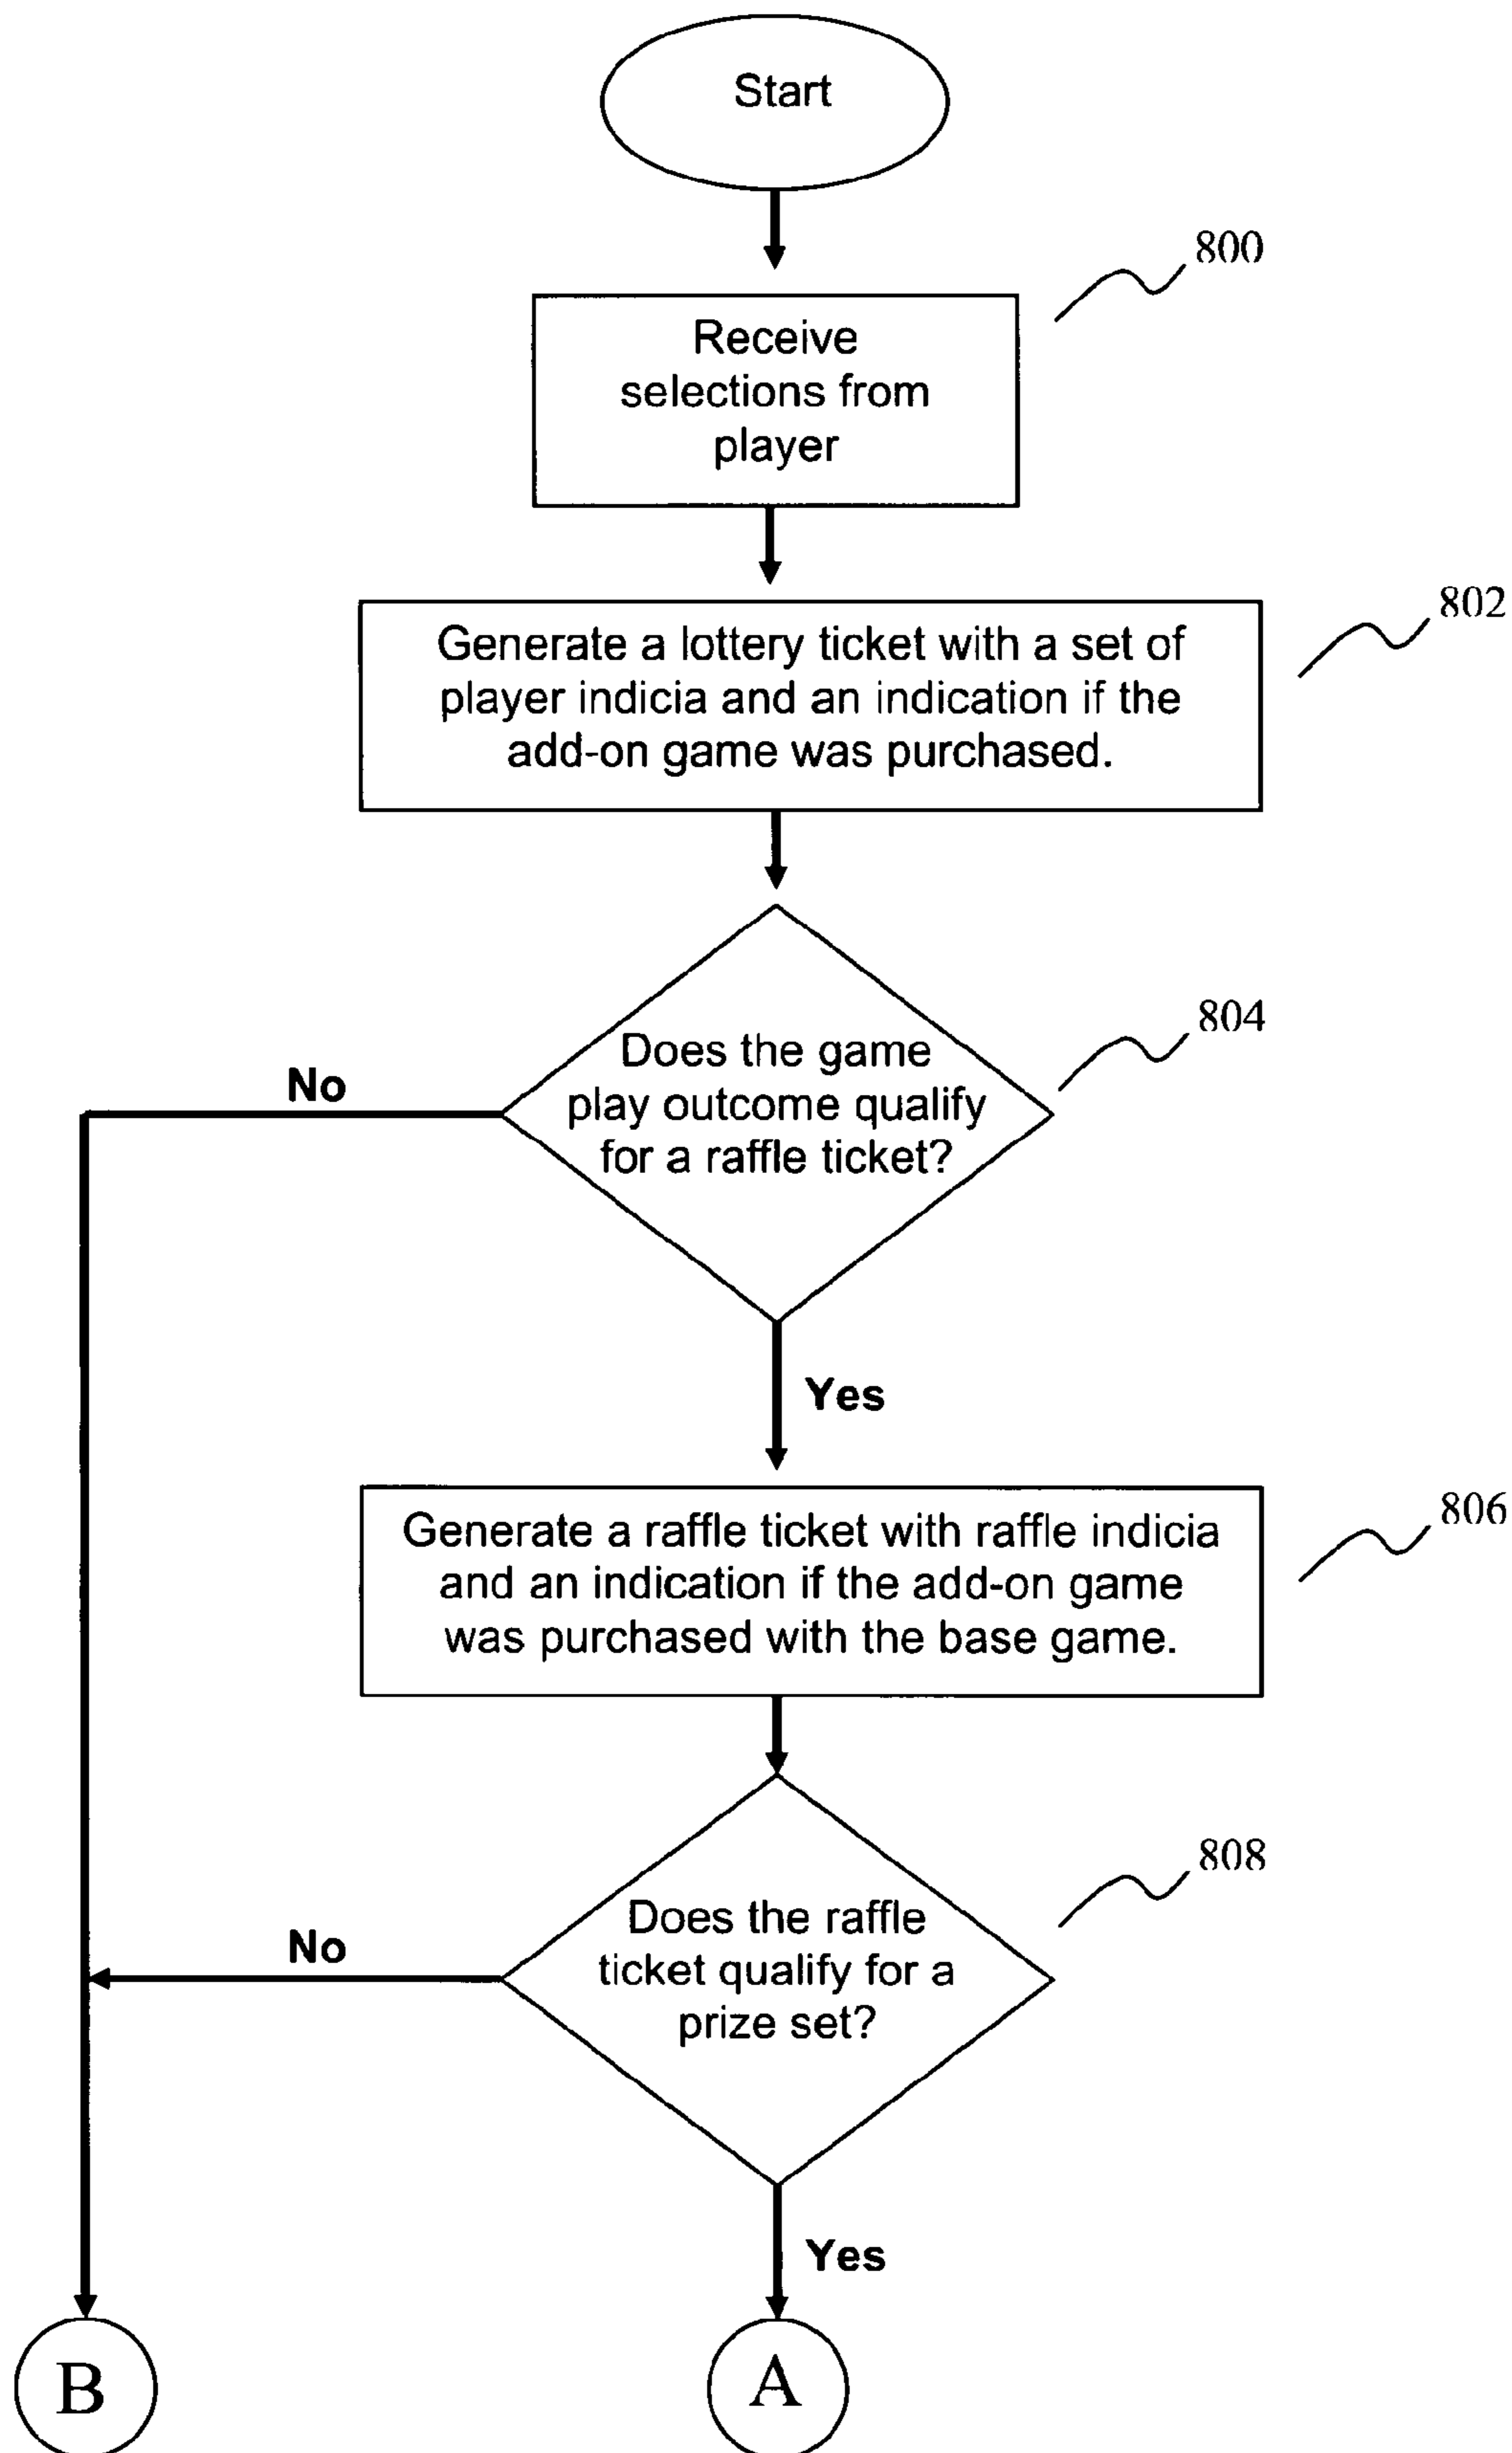 Start
800
Receive
selections from
player
802
Generate a lottery ticket with a set of
player indicia and an indication if the
add-on game was purchased.
804
Does the game
play outcome qualify
for a raffle ticket?
No
Yes
806
Generate a raffle ticket with raffle indicia
and an indication if the add-on game
was purchased with the base game.
808
Does the raffle
ticket qualify for a
prize set?
No
Yes
B
A